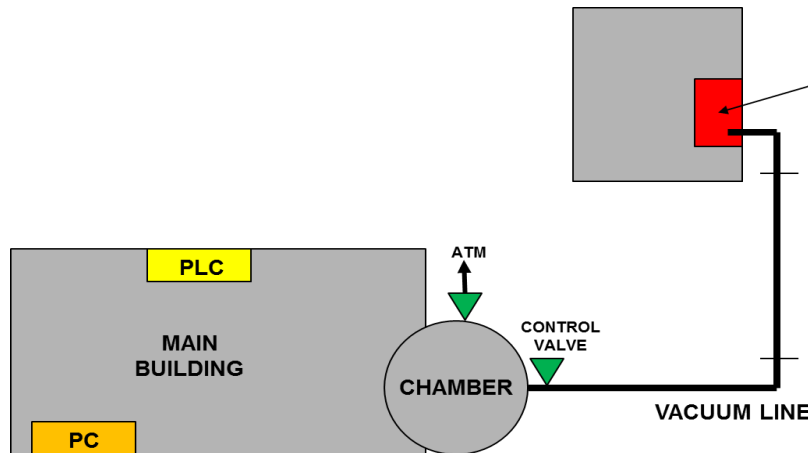 ATM
PLC
CONTROL
VALVE
MAIN
BUILDING
CHAMBER
VACUUM LINE
PC